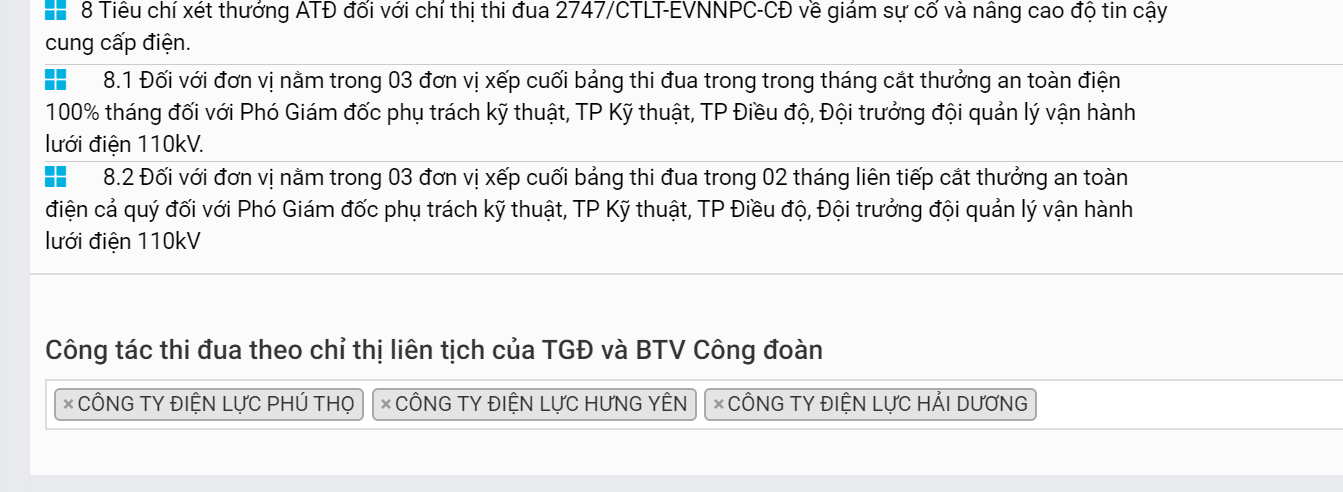 8 Tiêu chí xét thưởng ATĐ đối với chỉ thị thi đua 2747/CTLT-EVNNPC-CĐ về giảm sự cố và nâng cao độ tin cậy
cung cấp điện.
8.1 Đối với đơn vị nằm trong 03 đơn vị xếp cuối bảng thi đua trong trong tháng cắt thưởng an toàn điện
100% tháng đối với Phó Giám đốc phụ trách kỹ thuật, TP Kỹ thuật, TP Điều độ, Đội trưởng đội quản lý vận hành
lưới điện 110kV.
8.2 Đối với đơn vị nằm trong 03 đơn vị xếp cuối bảng thi đua trong 02 tháng liên tiếp cắt thưởng an toàn
điện cả quý đối với Phó Giám đốc phụ trách kỹ thuật, TP Kỹ thuật, TP Điều độ, Đội trưởng đội quản lý vận hành
lưới điện 110kV
Công tác thi đua theo chỉ thị liên tịch của TGĐ và BTV Công đoàn
×CÔNG TY ĐIỆN LỰC PHÚ THỌ ×CÔNG TY ĐIỆN LỰC HƯNG YÊN ×CÔNG TY ĐIỆN LỰC HẢI DƯƠNG